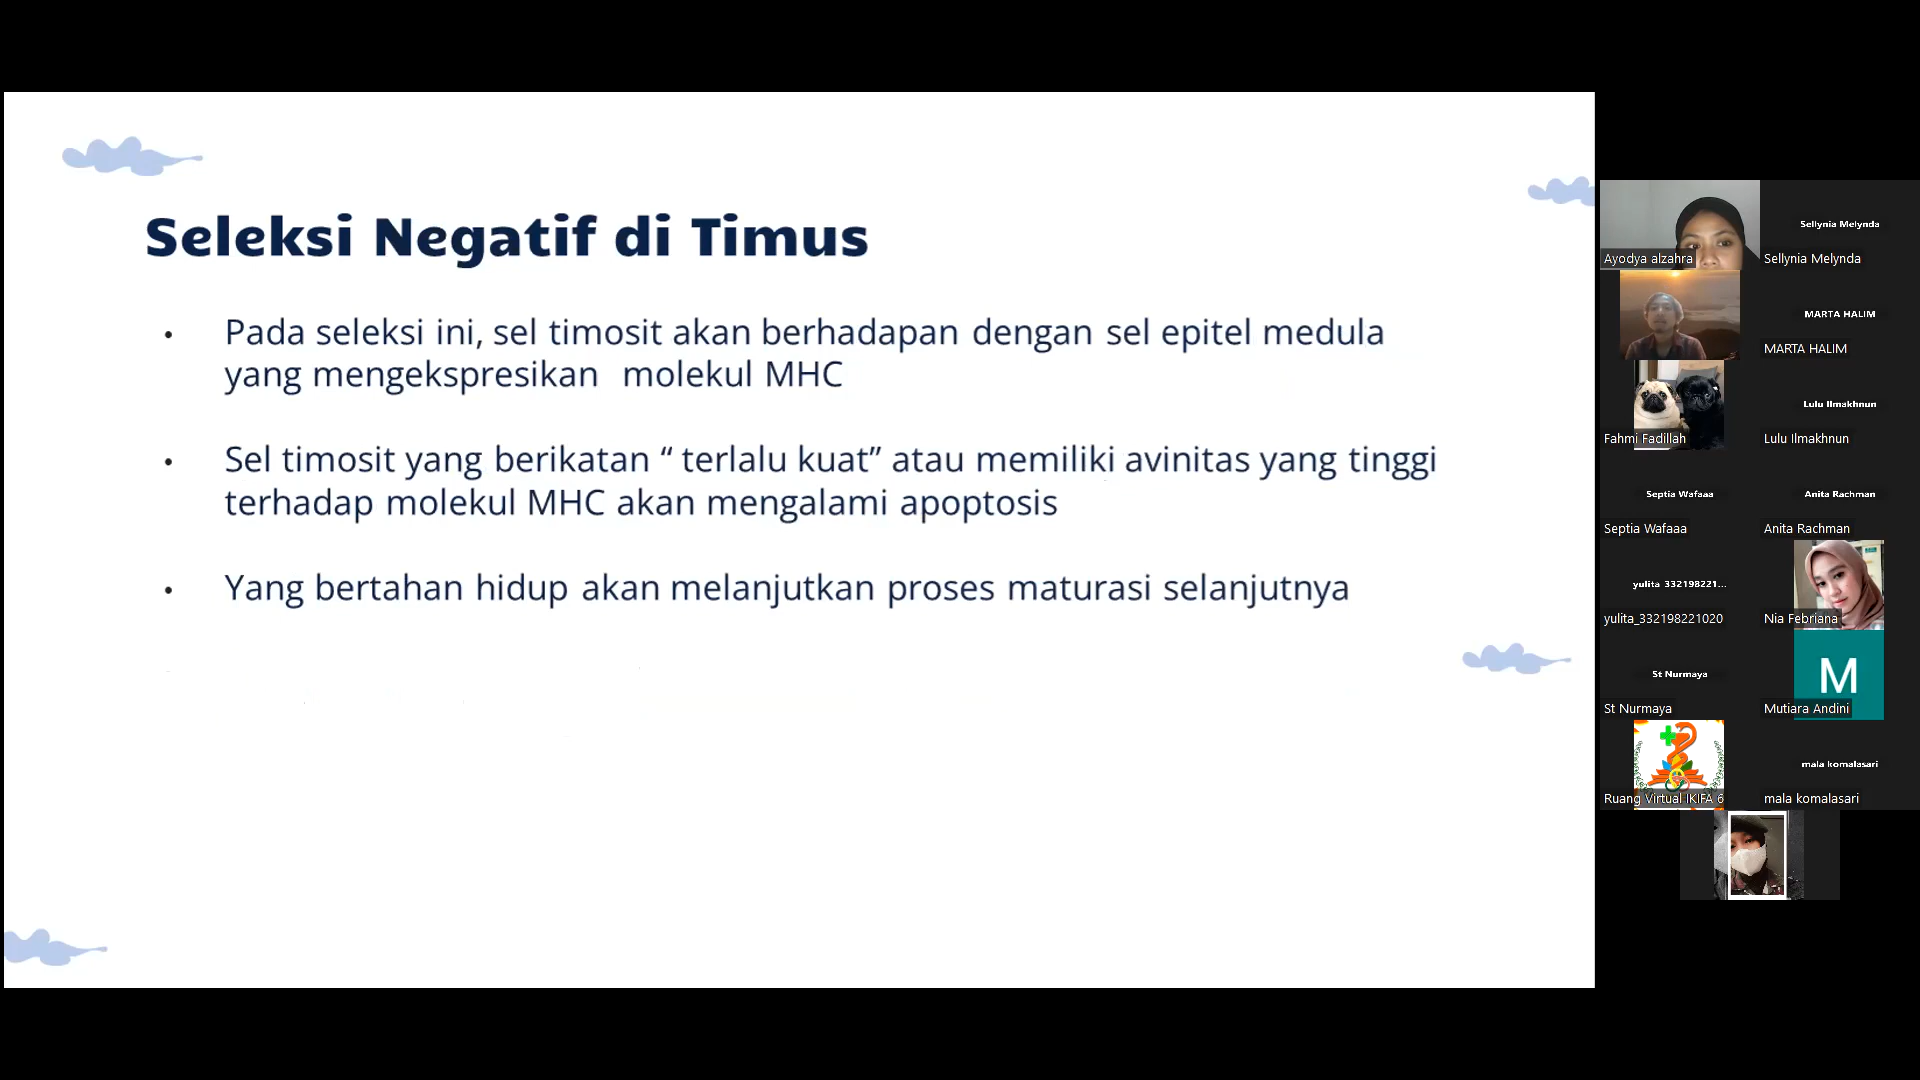 Seleksi Negatif di Timus
• Pada seleksi ini, sel timosit akan berhadapan dengan sel epitel medula
yang mengekspresikan molekul MHC
• Sel timosit yang berikatan “ terlalu kuat” atau memiliki avinitas yang tinggi
terhadap molekul MHC akan mengalami apoptosis
• Yang bertahan hidup akan melanjutkan proses maturasi selanjutnya
Ayodya alzahra
Sellynia Melynda
Sellynia Melynda
MARTA HALIM
MARTA HALIM
Fahmi Fadillah
Lulu Ilmakhnun
Lulu Ilmakhnun
Septia Wafaaa
Septia Wafaaa
Anita Rachman
Anita Rachman
yulita 332198221...
yulita_332198221020
Nia Febriana
St Nurmaya
St Nurmaya
M
Mutiara Andini
Ruang Virtual IKIFA 6
mala komalasari
mala komalasari